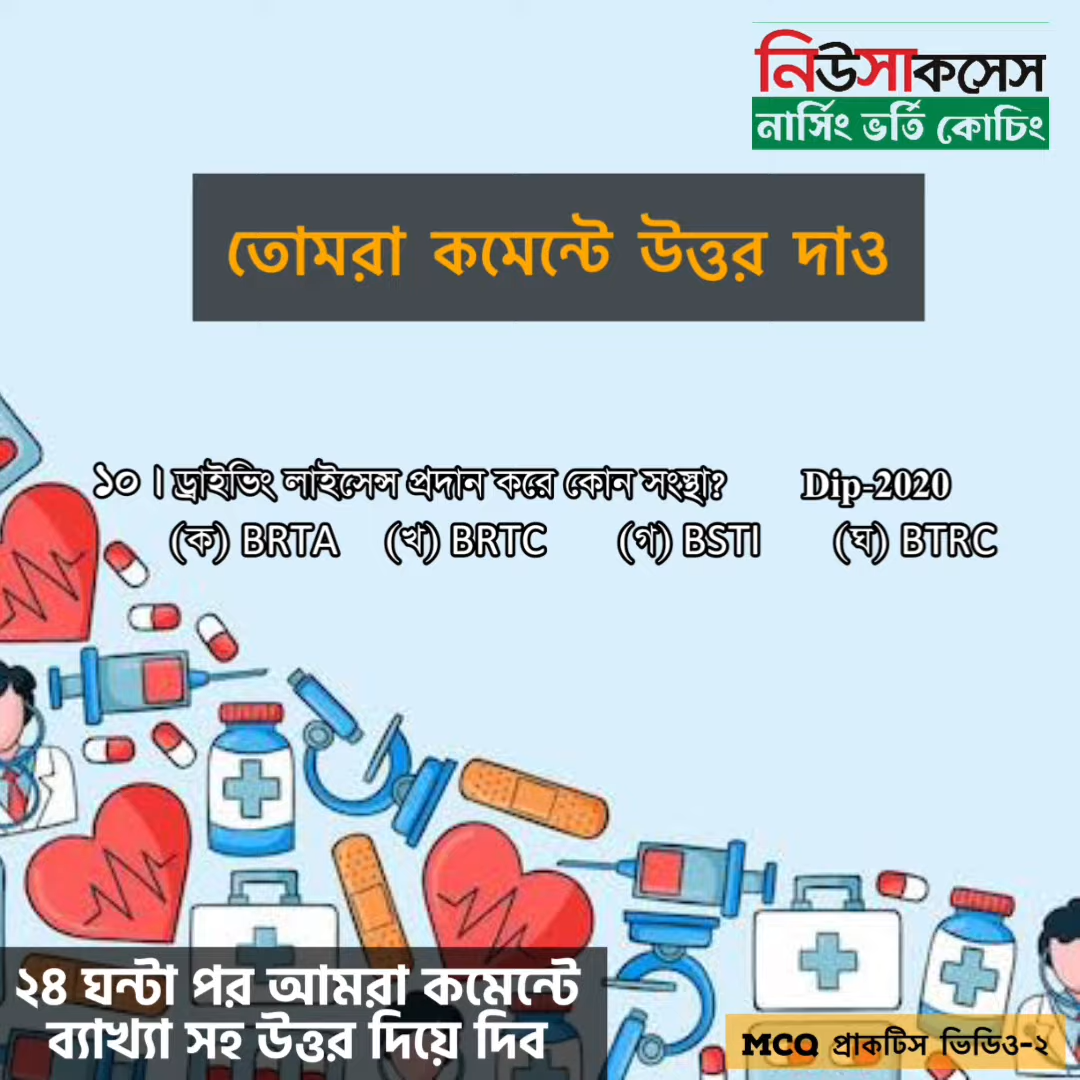 নিউসাকসেস
নার্সিং ভর্তি কোচিং
তোমরা কমেন্টে উত্তর দাও
১০ । ড্রাইভিং লাইসেন্স প্রদান করে কোন সংস্থা? Dip-2020
(ক) BRTA (খ) BRTC (গ) BSTI (ঘ) BTRC
২৪ ঘন্টা পর আমরা কমেন্টে
ব্যাখ্যা সহ উত্তর দিয়ে দিব
MCQ প্রাকটিস ভিডিও-২